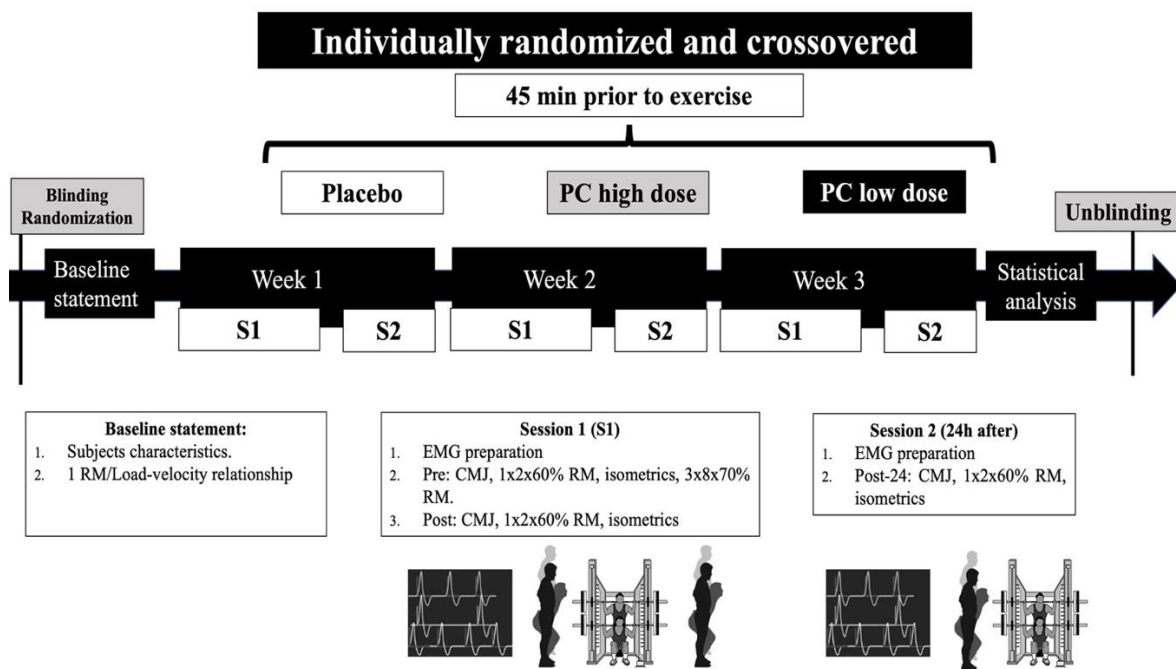 Individually randomized and crossovered
45 min prior to exercise
Blinding
Randomization
Placebo
PC high dose
PC low dose
Unblinding
Baseline
statement
Week 1
Week 2
Week 3
Statistical
analysis
S1
S2
S1
S2
S1
S2
Baseline statement:
1. Subjects characteristics.
2. 1 RM/Load-velocity relationship
Session 1 (S1)
1. EMG preparation
2. Pre: CMJ, 1x2x60% RM, isometrics, 3x8x70%
RM.
3. Post: CMJ, 1x2x60% RM, isometrics
Session 2 (24h after)
1. EMG preparation
2. Post-24: CMJ, 1x2x60% RM,
isometrics